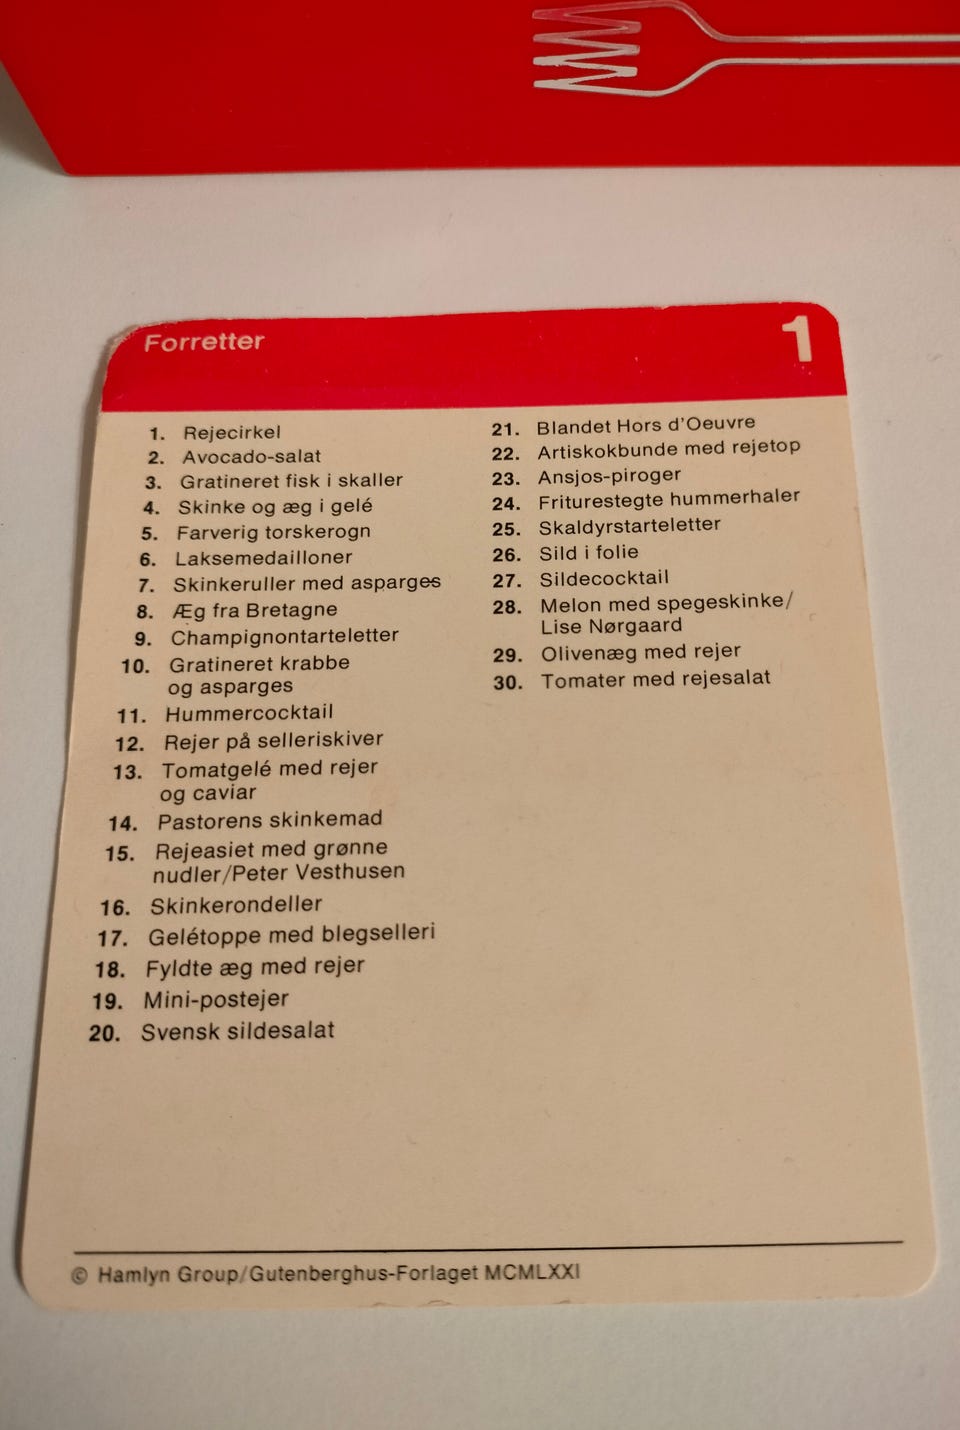 Forretter
1
1. Rejecirkel
2. Avocado-salat
3. Gratineret fisk i skaller
4. Skinke og æg i gelé
5. Farverig torskerogn
6. Laksemedailloner
7. Skinkeruller med asparges
8. Æg fra Bretagne
9. Champignontarteletter
10. Gratineret krabbe
og asparges
11. Hummercocktail
12. Rejer på selleriskiver
13. Tomatgelé med rejer
og caviar
14. Pastorens skinkemad
15. Rejeasiet med grønne
nudler/Peter Vesthusen
16. Skinkerondeller
17. Gelétoppe med blegselleri
18. Fyldte æg med rejer
19. Mini-postejer
20. Svensk sildesalat
21. Blandet Hors d'Oeuvre
22. Artiskokbunde med rejetop
23. Ansjos-piroger
24. Friturestegte hummerhaler
25. Skaldyrstarteletter
26. Sild i folie
27. Sildecocktail
28. Melon med spegeskinke/
Lise Nørgaard
29. Olivenæg med rejer
30. Tomater med rejesalat
© Hamlyn Group/Gutenberghus-Forlaget MCMLXXI